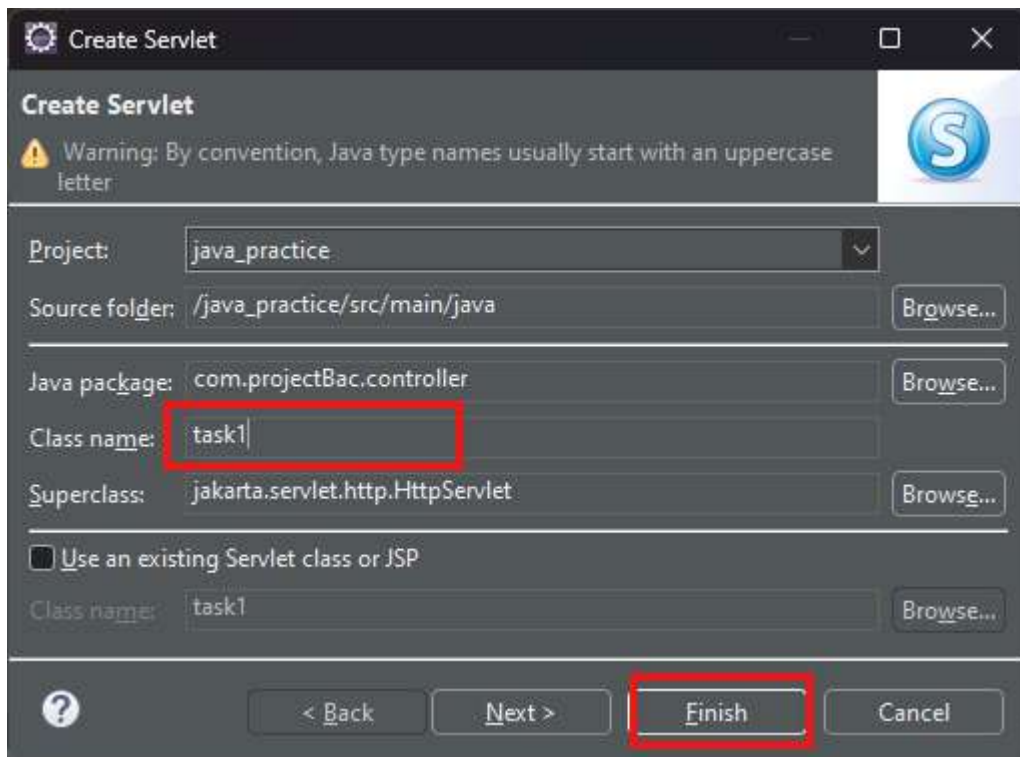 Create Servlet
Create Servlet
Warning: By convention, Java type names usually start with an uppercase
letter
Project: java_practice
Source folder: /java_practice/src/main/java Browse...
Java package: com.projectBac.controller Browse...
Class name: task1
Superclass: jakarta.servlet.http.HttpServlet Browse...
Use an existing Servlet class or JSP
Class name: task1 Browse...
? < Back Next > Finish Cancel